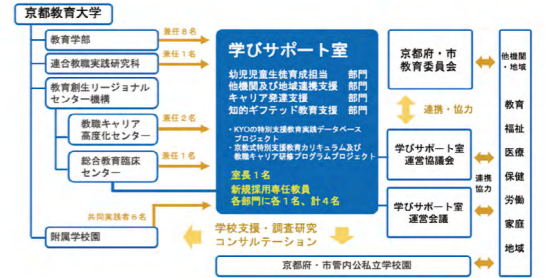 京都教育大学
教育学部
兼任8名
連合教職実践研究科
兼任1名
教育創生リージョナル
センター機構
教職キャリア
高度化センター
兼任2名
総合教育臨床
センター
兼任1名
共同実践者6名
附属学校園
学びサポート室
幼児児童生徒育成担当 部門
他機関及び地域連携支援 部門
キャリア発達支援 部門
知的ギフテッド教育支援 部門
・KYOの特別支援教育実践データベース
プロジェクト
・京教式特別支援教育カリキュラム及び
教職キャリア研修プログラムプロジェクト
室長1名
新規採用専任教員
各部門に各1名、計4名
学校支援・調査研究
コンサルテーション
京都府・市
教育委員会
連携・協力
学びサポート室
運営協議会
学びサポート室
運営会議
連携
協力
京都府・市管内公私立学校園
他機関
・地域
教育
福祉
医療
保健
労働
家庭
地域